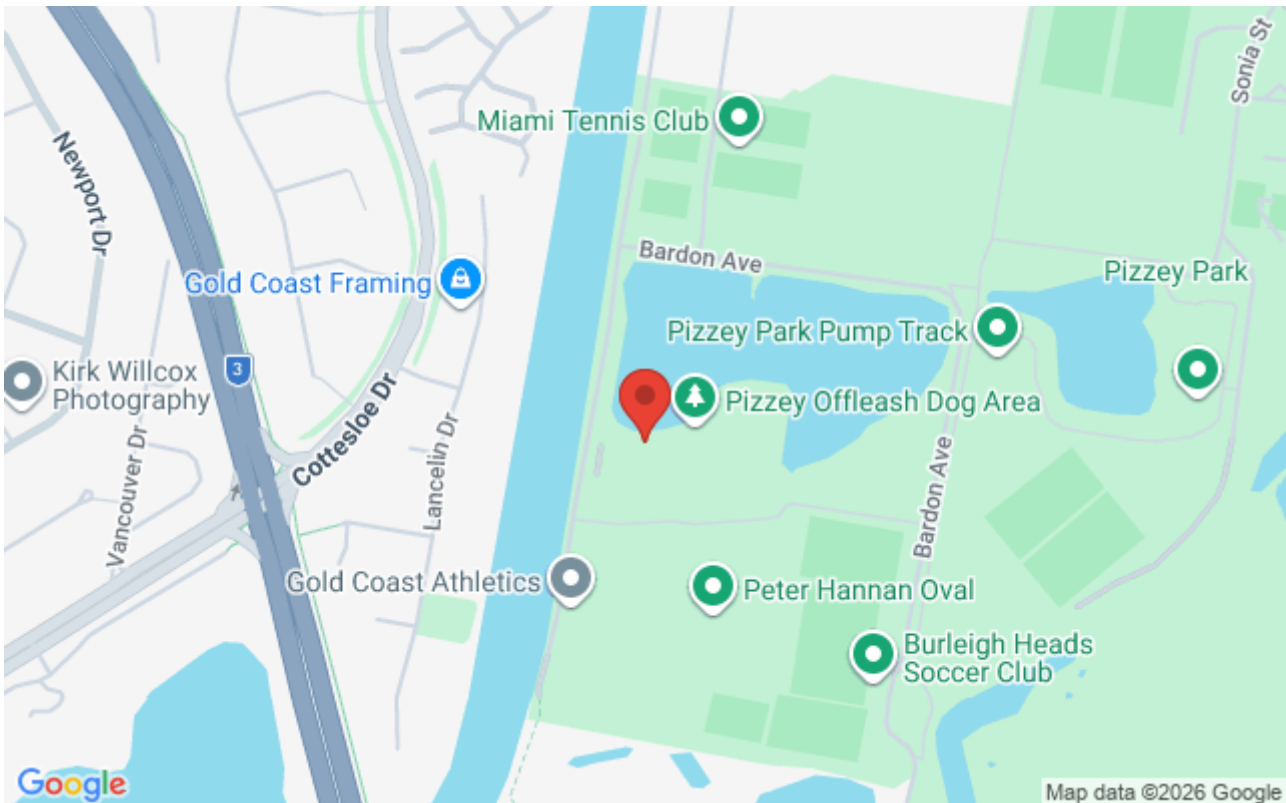 Sonia St
Miami Tennis Club
Newport Dr
Bardon Ave
Pizzey Park
Gold Coast Framing
Pizzey Park Pump Track
3
Kirk Willcox
Photography
Pizzey Offleash Dog Area
Cottesloe Dr
Lancelin Dr
Vancouver Dr
Bardon Ave
Gold Coast Athletics
Peter Hannan Oval
Burleigh Heads
Soccer Club
Google
Map data ©2026 Google